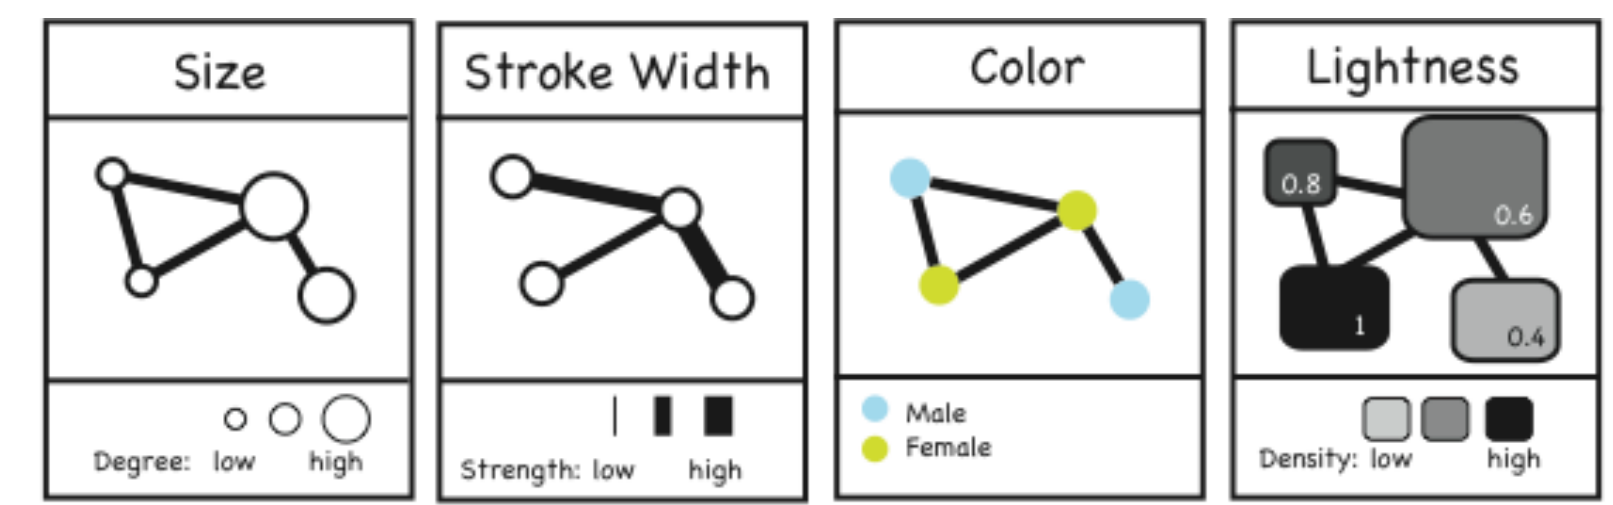 Size
Degree: low high
Stroke Width
Strength: low high
Color
Male
Female
Lightness
0.8
0.6
1
0.4
Density: low high